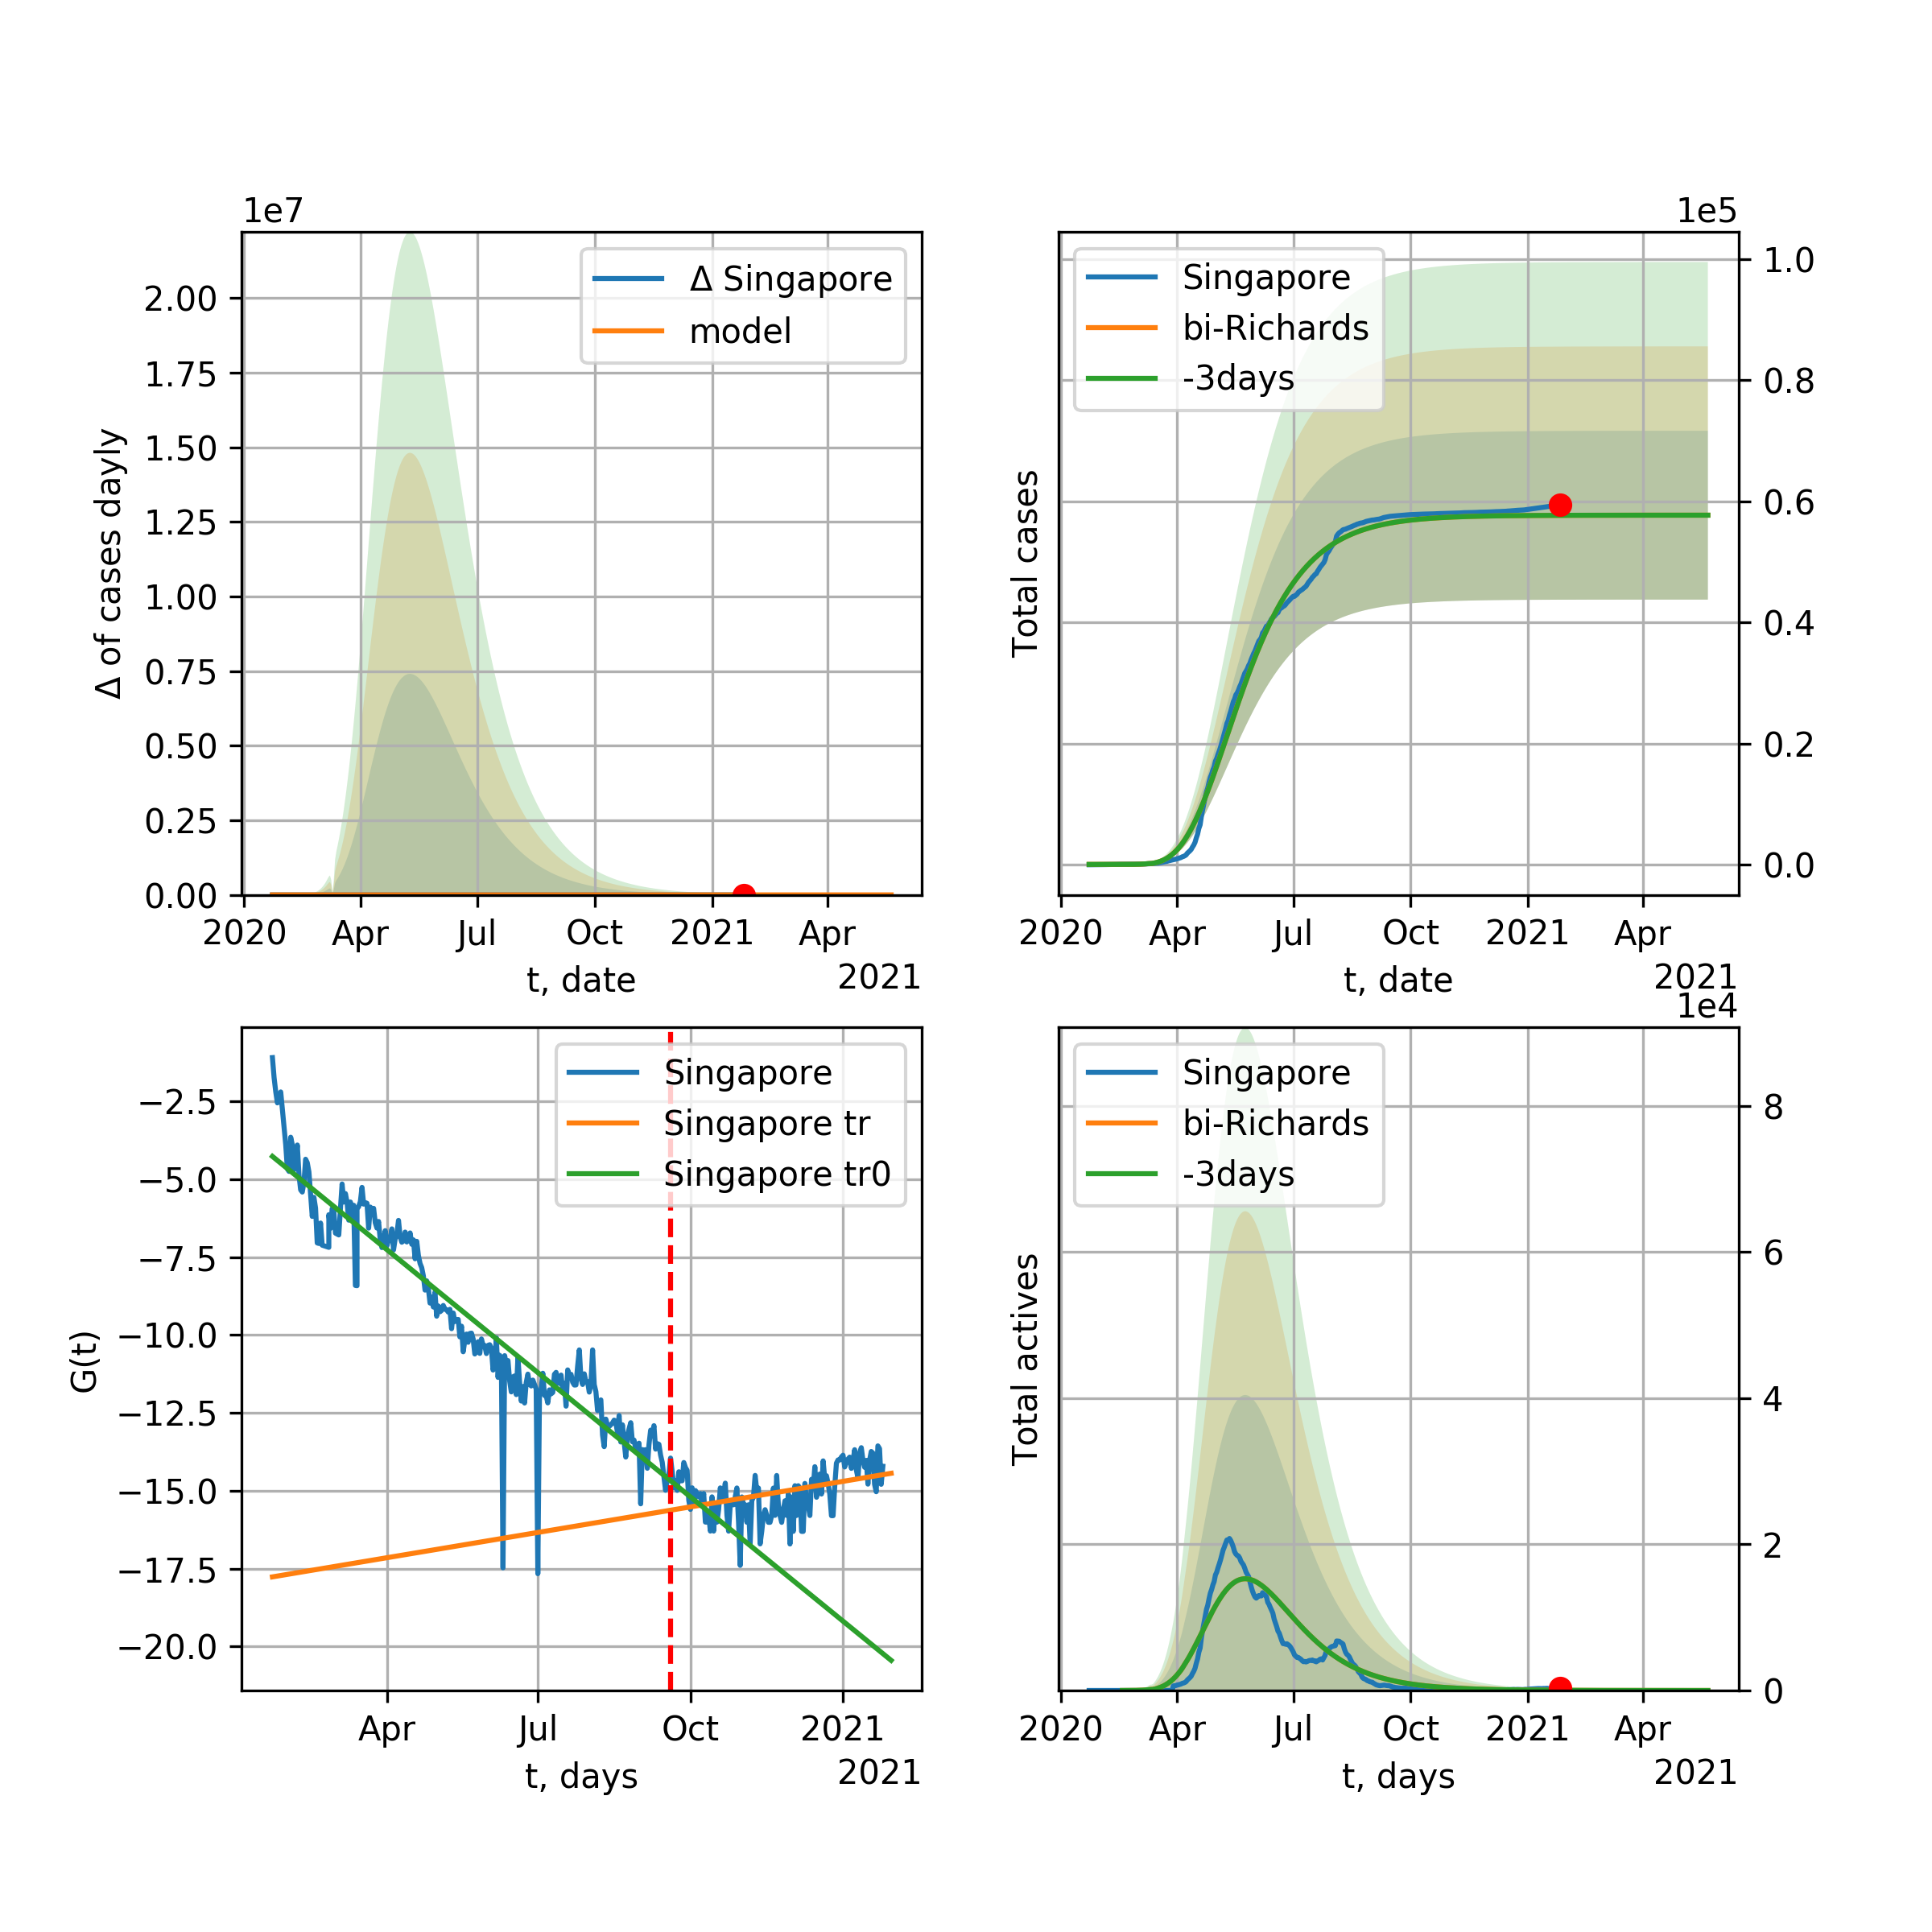 1e7
Δ of cases dayly
2.00
1.75
1.50
1.25
1.00
0.75
0.50
0.25
0.00
Δ Singapore
model
2020 Apr Jul Oct 2021 Apr
t, date
2021
1e5
Total cases
Singapore
bi-Richards
-3days
1.0
0.8
0.6
0.4
0.2
0.0
2020 Apr Jul Oct 2021 Apr
t, date
2021
G(t)
−2.5
−5.0
−7.5
−10.0
−12.5
−15.0
−17.5
−20.0
Singapore
Singapore tr
Singapore tr0
Apr Jul Oct 2021
t, days
2021
1e4
Total actives
Singapore
bi-Richards
-3days
8
6
4
2
0
2020 Apr Jul Oct 2021 Apr
t, days
2021